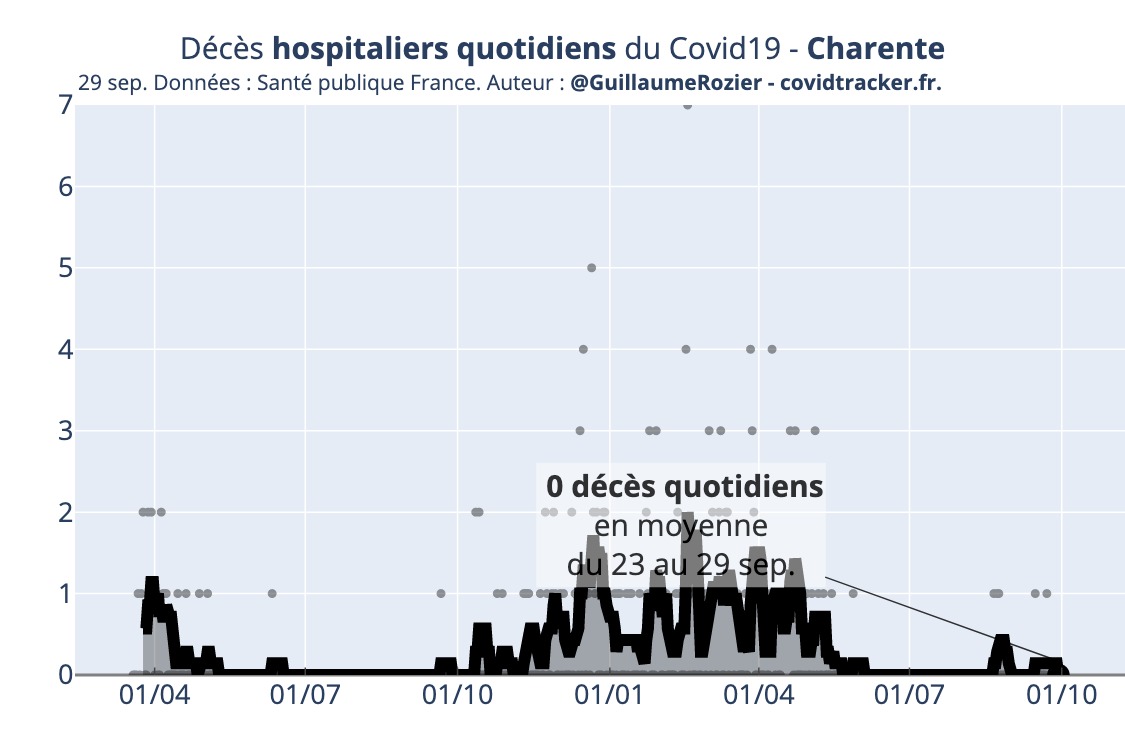 Décès hospitaliers quotidiens du Covid19 - Charente
29 sep. Données : Santé publique France. Auteur : @GuillaumeRozier - covidtracker.fr.
7
6
5
4
3
2
1
0
0 décès quotidiens
en moyenne
du 23 au 29 sep.
01/04 01/07 01/10 01/01 01/04 01/07 01/10